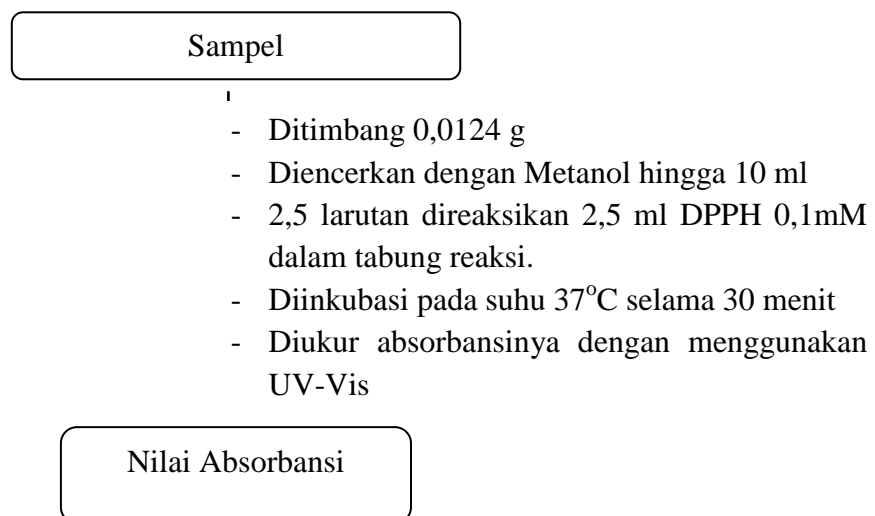 Sampel
- Ditimbang 0,0124 g
- Diencerkan dengan Metanol hingga 10 ml
- 2,5 larutan direaksikan 2,5 ml DPPH 0,1mM
dalam tabung reaksi.
- Diinkubasi pada suhu 37°C selama 30 menit
- Diukur absorbansinya dengan menggunakan
UV-Vis
Nilai Absorbansi